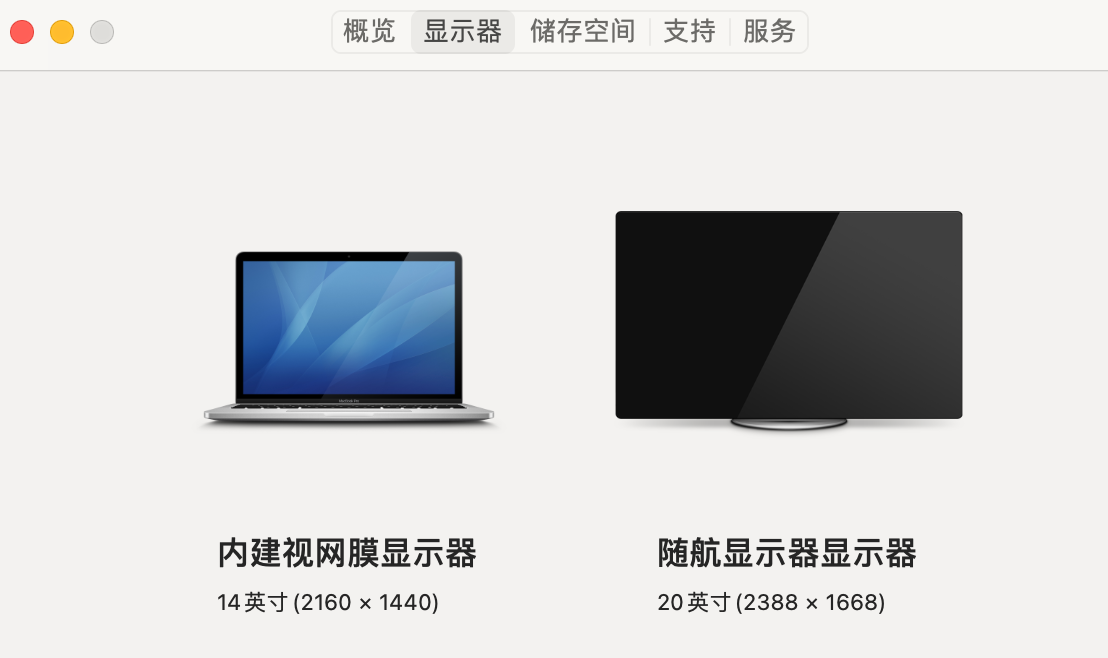 概览 显示器 储存空间 支持 服务
内建视网膜显示器 随航显示器显示器
14英寸 (2160 × 1440) 20英寸 (2388 × 1668)